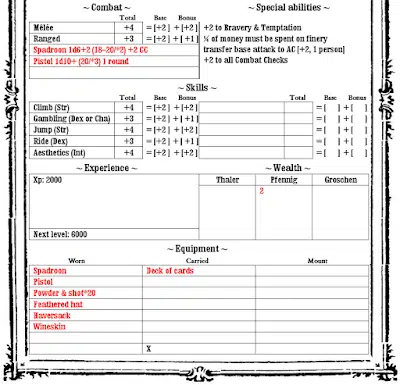 ~ Combat ~
~ Special abilities ~
Total Base Bonus
Mêlée +4 = [+2] + [+2]
Ranged +3 = [+2] + [+1]
Spadroon 1d6+2 (18-20/*2) +2 CC
Pistol 1d10+ (20/*3) 1 round
+2 to Bravery & Temptation
¼ of money must be spent on finery
transfer base attack to AC [+2, 1 person]
+2 to all Combat Checks
~ Skills ~
Total Base Bonus Total Base Bonus
Climb (Str) +4 = [+2] + [+2] = [ ] + [ ]
Gambling (Dex or Cha) +3 = [+2] + [+1] = [ ] + [ ]
Jump (Str) +4 = [+2] + [+2] = [ ] + [ ]
Ride (Dex) +3 = [+2] + [+1] = [ ] + [ ]
Aesthetics (Int) +4 = [+2] + [+2] = [ ] + [ ]
~ Experience ~
~ Wealth ~
Xp: 2000
Next level: 6000
Thaler Pfennig Groschen
2
~ Equipment ~
Worn Carried Mount
Spadroon Deck of cards
Pistol
Powder & shot*20
Feathered hat
Haversack
Wineskin
X